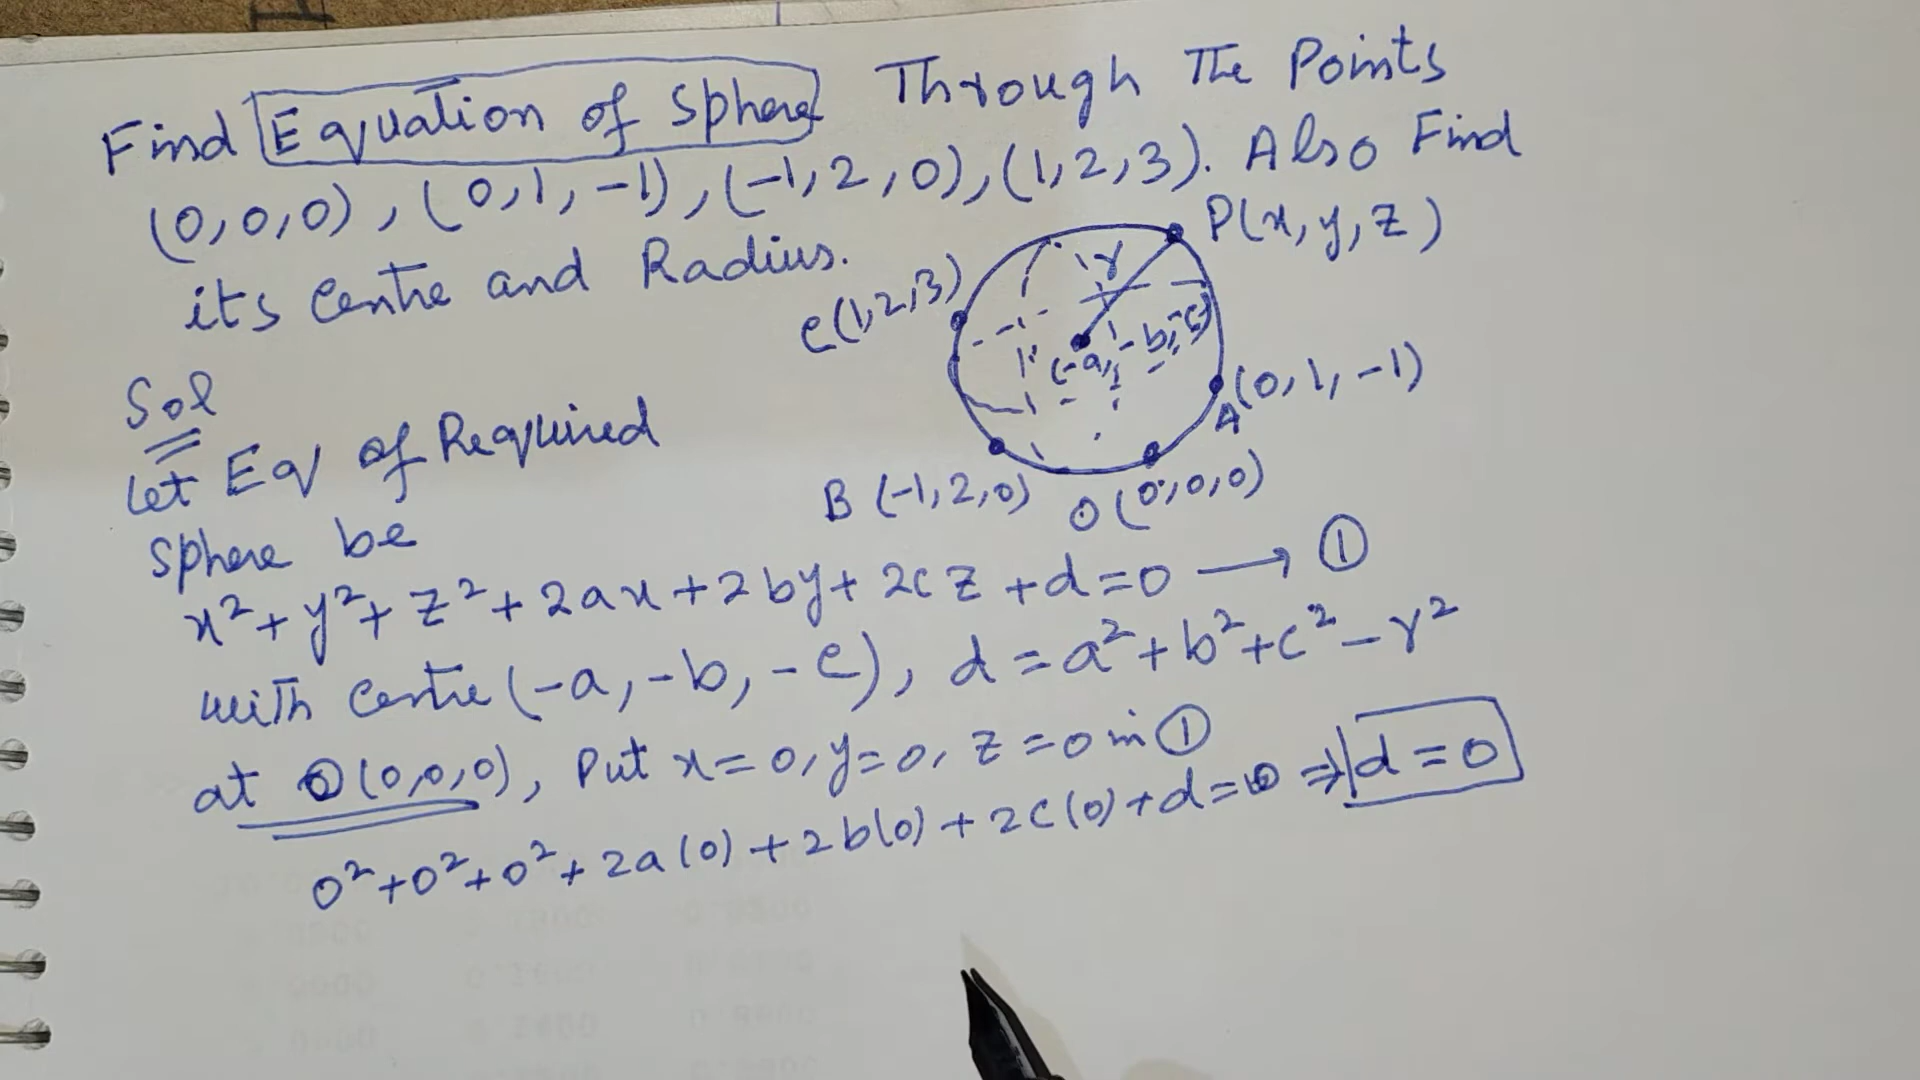 Find Equation of Sphere Through The Points
(0,0,0), (0,1,-1), (-1,2,0), (1,2,3). Also Find
its Centre and Radius.
P(x,y,z)
r
C(1,2,3)
(-a,-b,-c)
A(0,1,-1)
B(-1,2,0)
O(0,0,0)
Sol
Let Eq of Required
Sphere be
x²+y²+z²+2ax+2by+2cz+d=0 → ①
with Centre (-a,-b,-c), d=a²+b²+c²-r²
at O(0,0,0), Put x=0, y=0, z=0 in ①
0²+0²+0²+2a(0)+2b(0)+2c(0)+d=0 ⇒ d=0